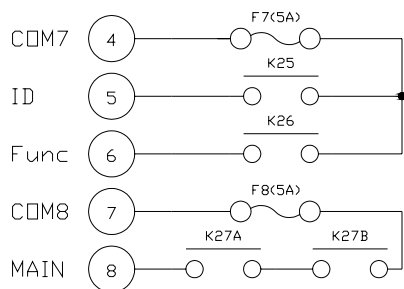 F7(5A)
COM7 4
K25
ID 5
K26
Func 6
F8(5A)
COM8 7
K27A K27B
MAIN 8